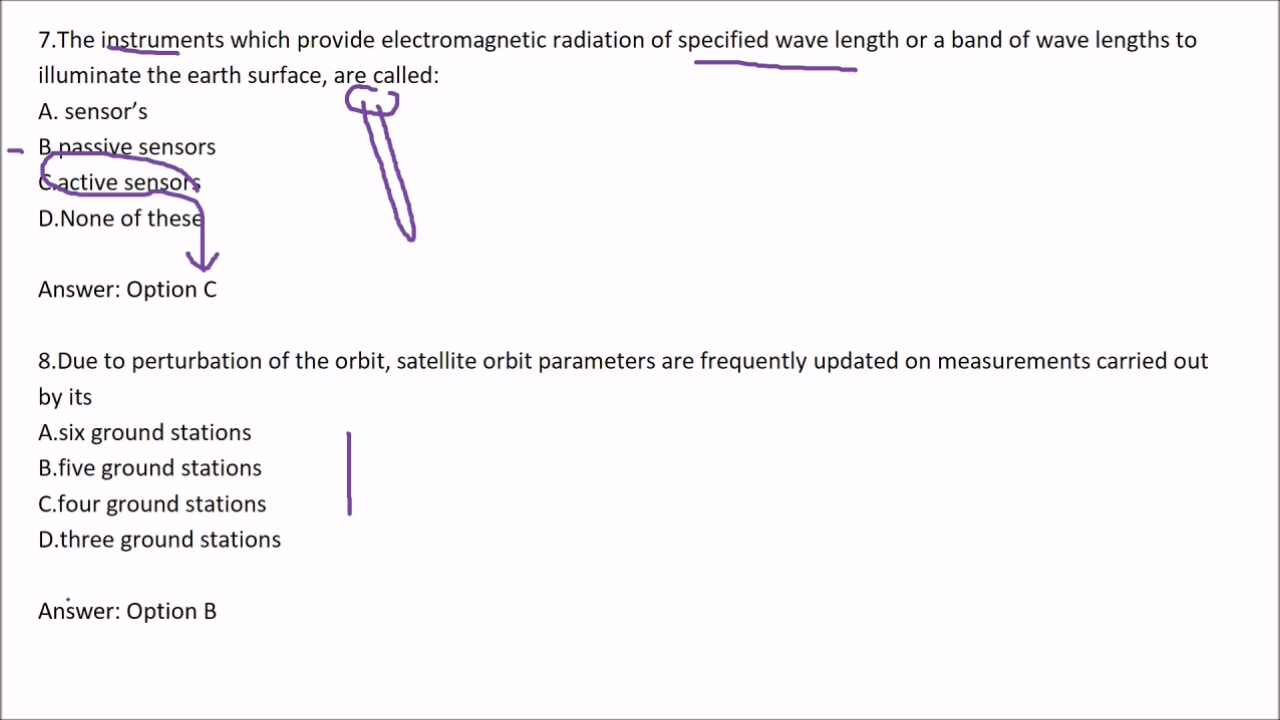 7.The instruments which provide electromagnetic radiation of specified wave length or a band of wave lengths to
illuminate the earth surface, are called:
A. sensor’s
B.passive sensors
C.active sensors
D.None of these
Answer: Option C
8.Due to perturbation of the orbit, satellite orbit parameters are frequently updated on measurements carried out
by its
A.six ground stations
B.five ground stations
C.four ground stations
D.three ground stations
Answer: Option B